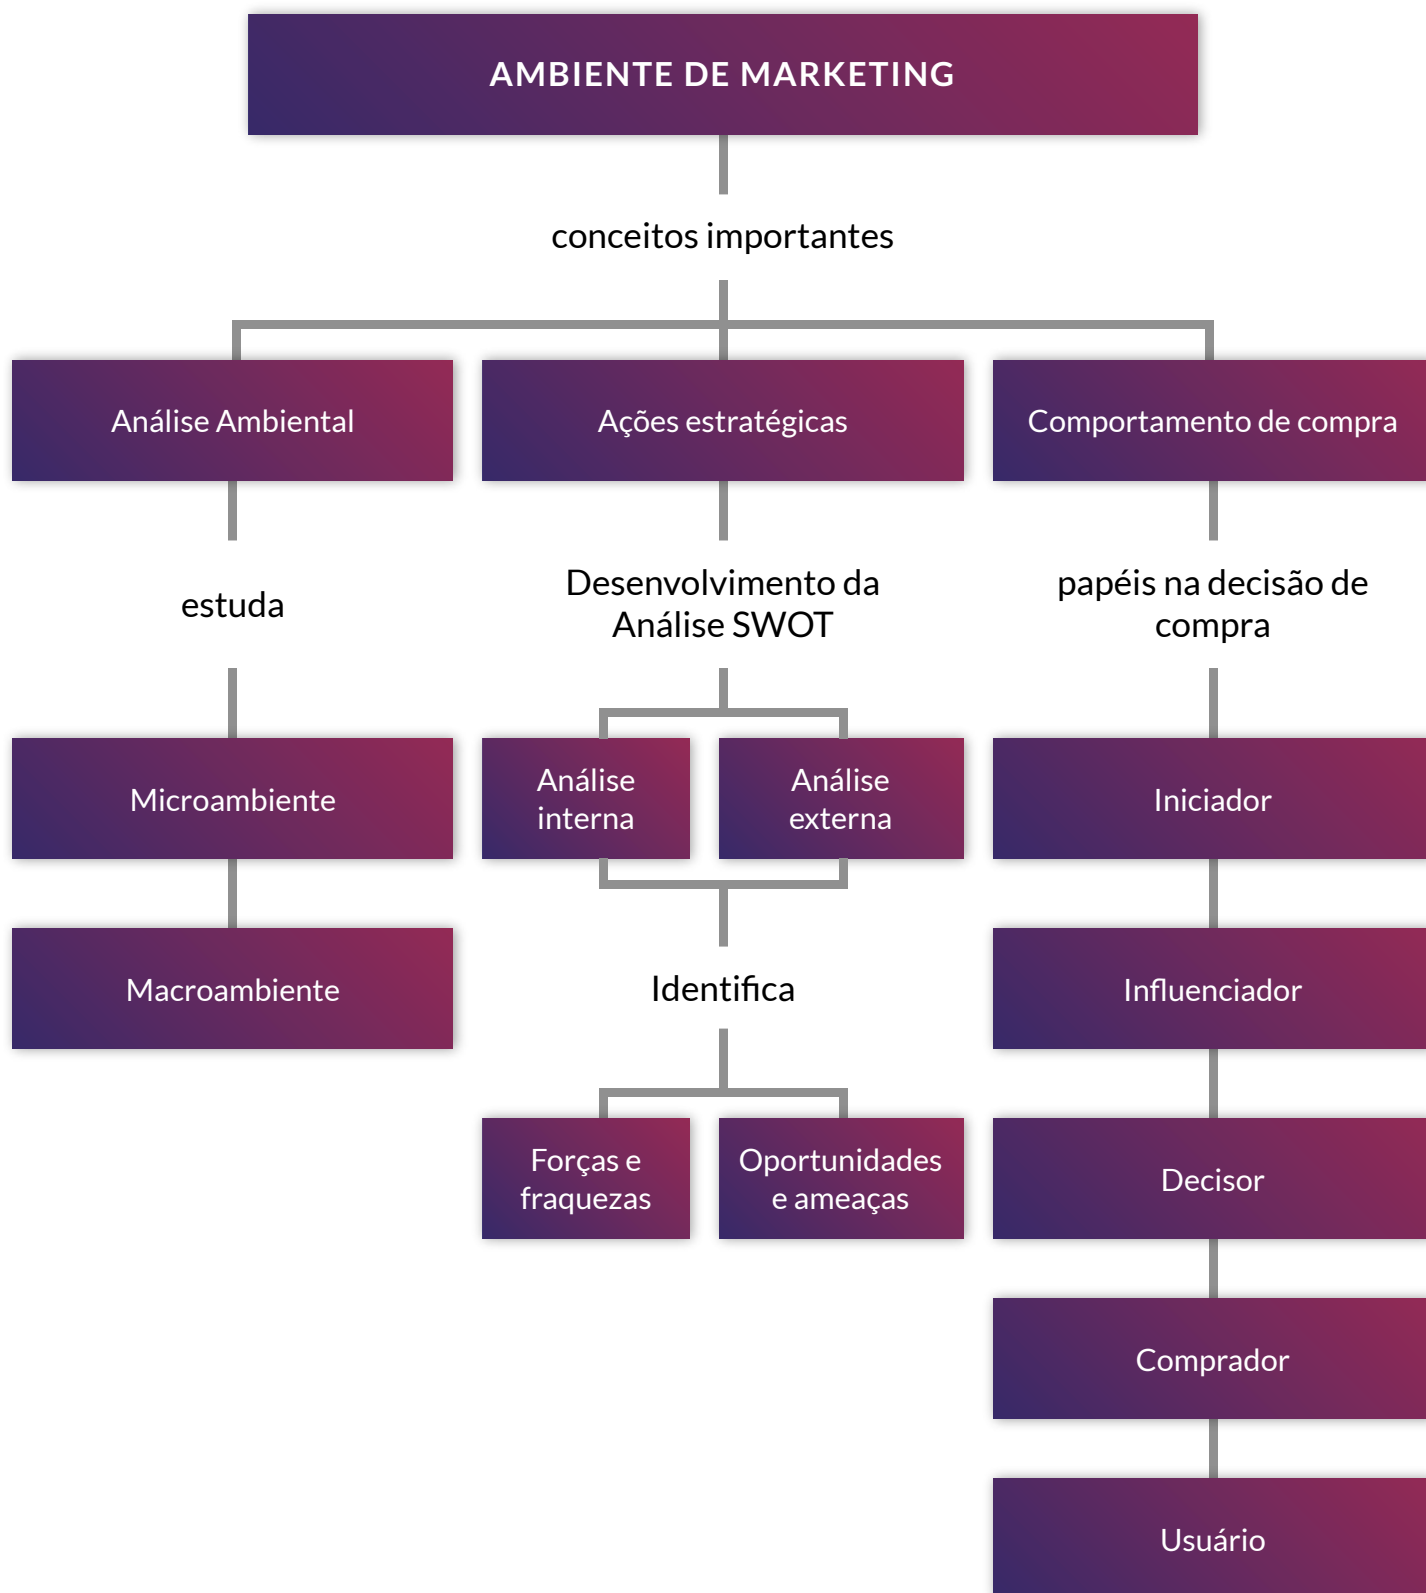 AMBIENTE DE MARKETING
conceitos importantes
Análise Ambiental
Ações estratégicas
Comportamento de compra
estuda
Desenvolvimento da
Análise SWOT
papéis na decisão de
compra
Microambiente
Análise
interna
Análise
externa
Iniciador
Macroambiente
Identifica
Influenciador
Forças e
fraquezas
Oportunidades
e ameaças
Decisor
Comprador
Usuário